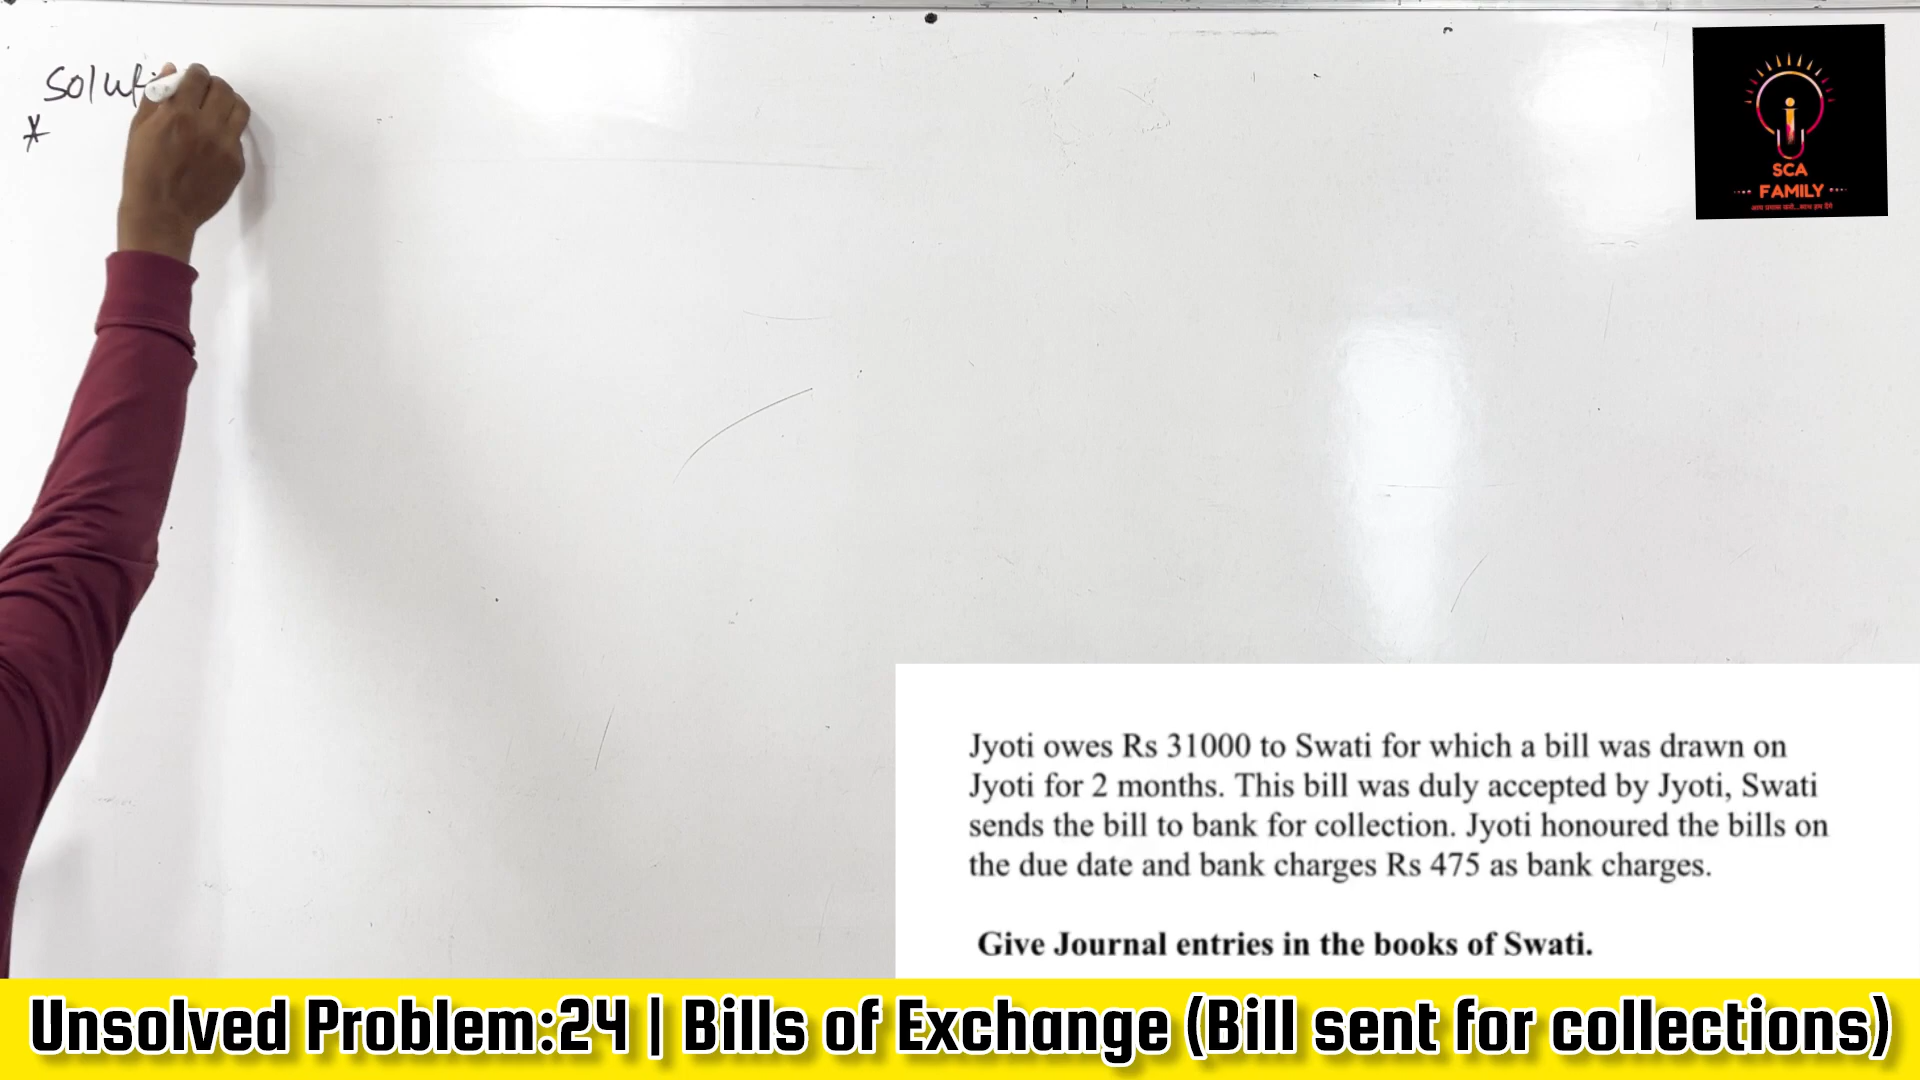 Soluti
*
SCA
FAMILY
Jyoti owes Rs 31000 to Swati for which a bill was drawn on
Jyoti for 2 months. This bill was duly accepted by Jyoti, Swati
sends the bill to bank for collection. Jyoti honoured the bills on
the due date and bank charges Rs 475 as bank charges.
Give Journal entries in the books of Swati.
Unsolved Problem:24 | Bills of Exchange (Bill sent for collections)